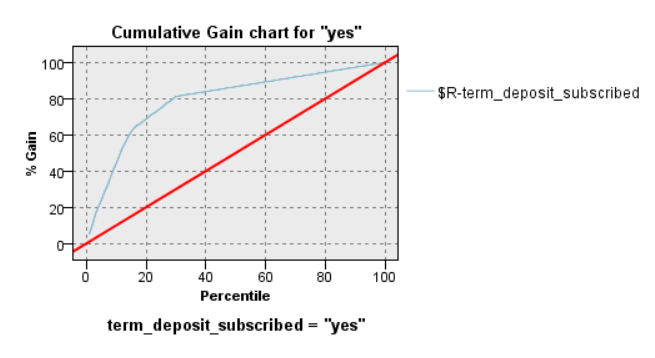 Cumulative Gain chart for "yes"
100
80
60
40
20
0
% Gain
0 20 40 60 80 100
Percentile
term_deposit_subscribed = "yes"
$R-term_deposit_subscribed